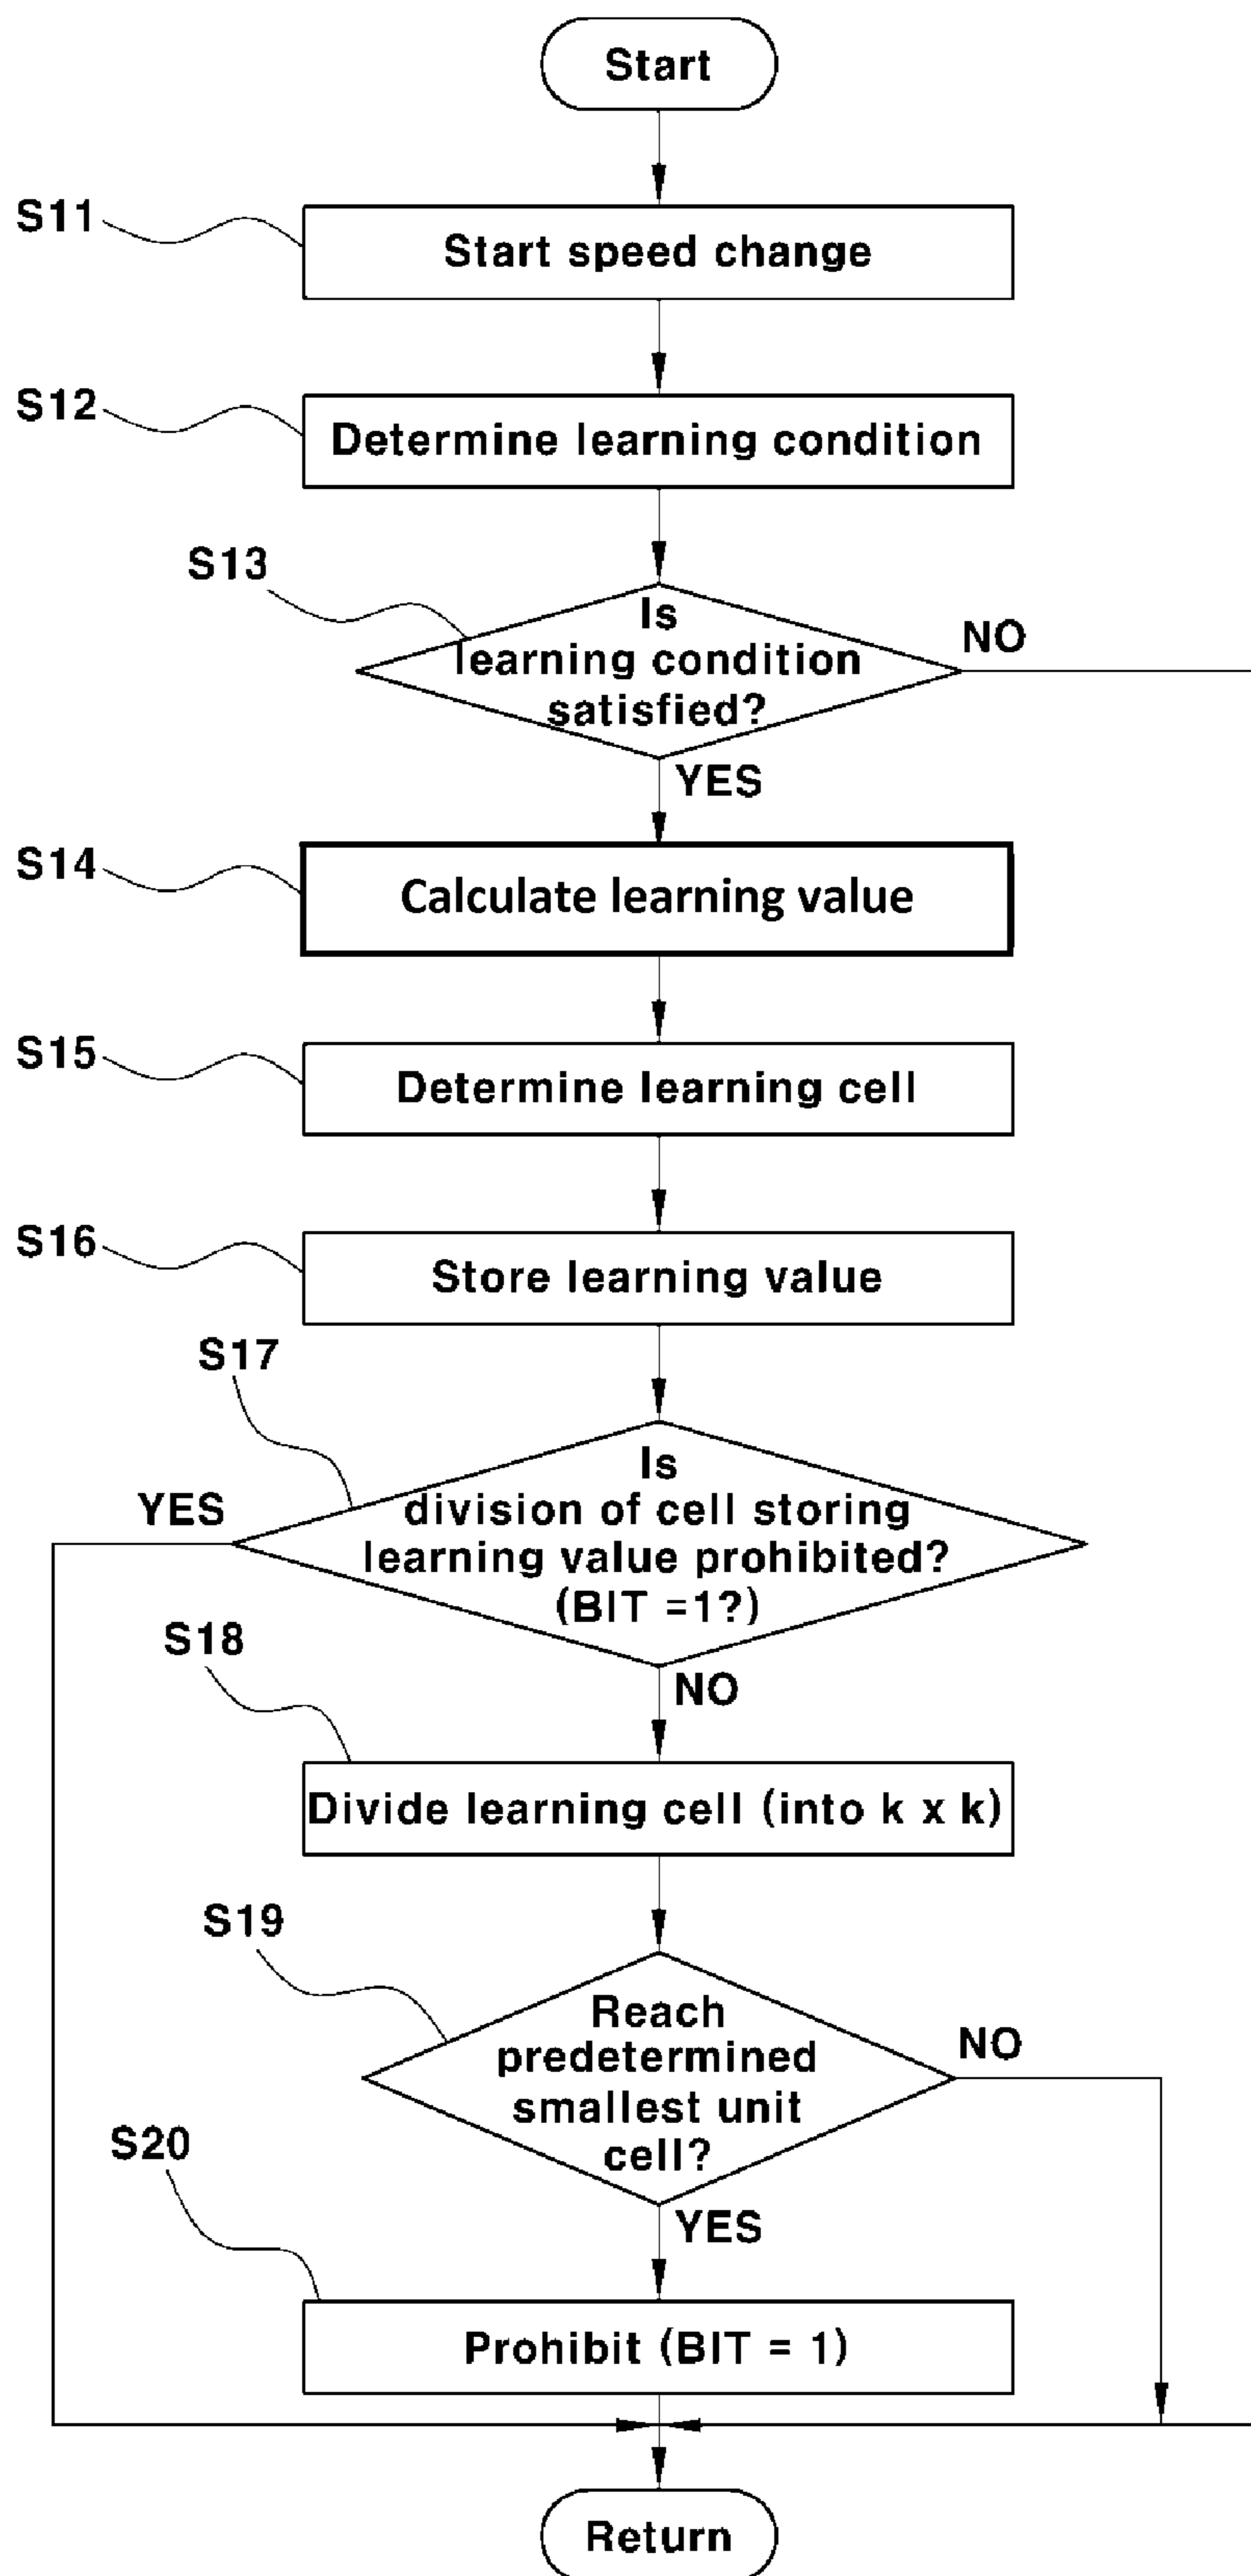 Start
S11
Start speed change
S12
Determine learning condition
S13
Is
learning condition
satisfied?
NO
YES
S14
Calculate learning value
S15
Determine learning cell
S16
Store learning value
S17
Is
division of cell storing
learning value prohibited?
(BIT =1?)
YES
NO
S18
Divide learning cell (into k x k)
S19
Reach
predetermined
smallest unit
cell?
NO
YES
S20
Prohibit (BIT = 1)
Return